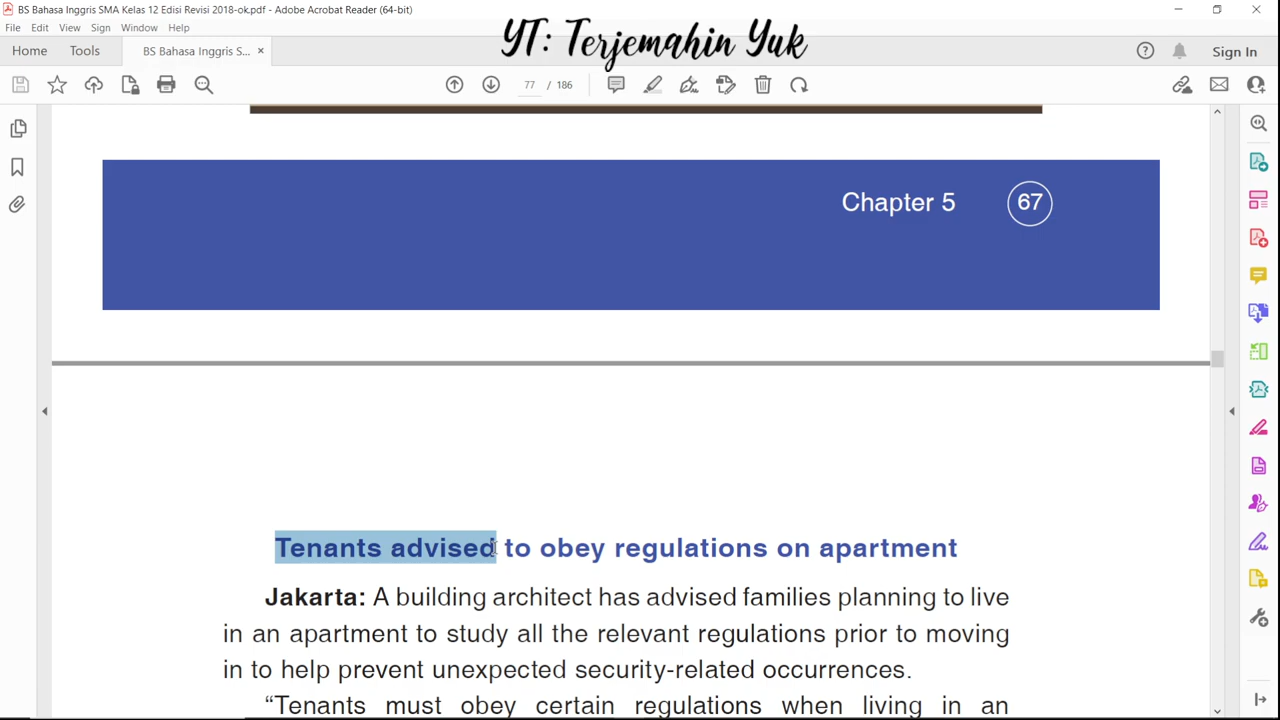 BS Bahasa Inggris SMA Kelas 12 Edisi Revisi 2018-ok.pdf - Adobe Acrobat Reader (64-bit)
YT: Terjemahin Yuk
File Edit View Sign Window Help
Home Tools BS Bahasa Inggris S... × Sign In
77 / 186
Chapter 5 67
Tenants advised to obey regulations on apartment
Jakarta: A building architect has advised families planning to live
in an apartment to study all the relevant regulations prior to moving
in to help prevent unexpected security-related occurrences.
“Tenants must obey certain regulations when living in an